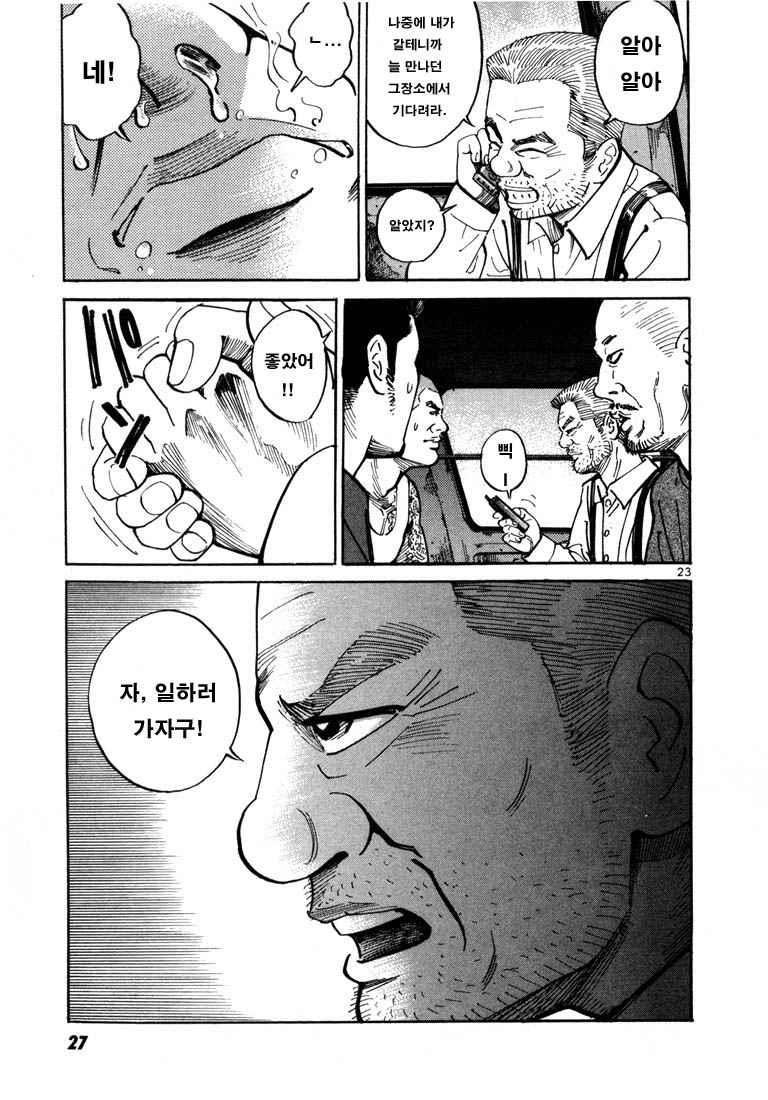 알아
알아
나중에 내가
갈테니까
늘 만나던
그장소에서
기다려라.
알았지?
ㄴ...
네!
삑
ㅣ
좋았어
!!
23
자, 일하러
가자구!
27